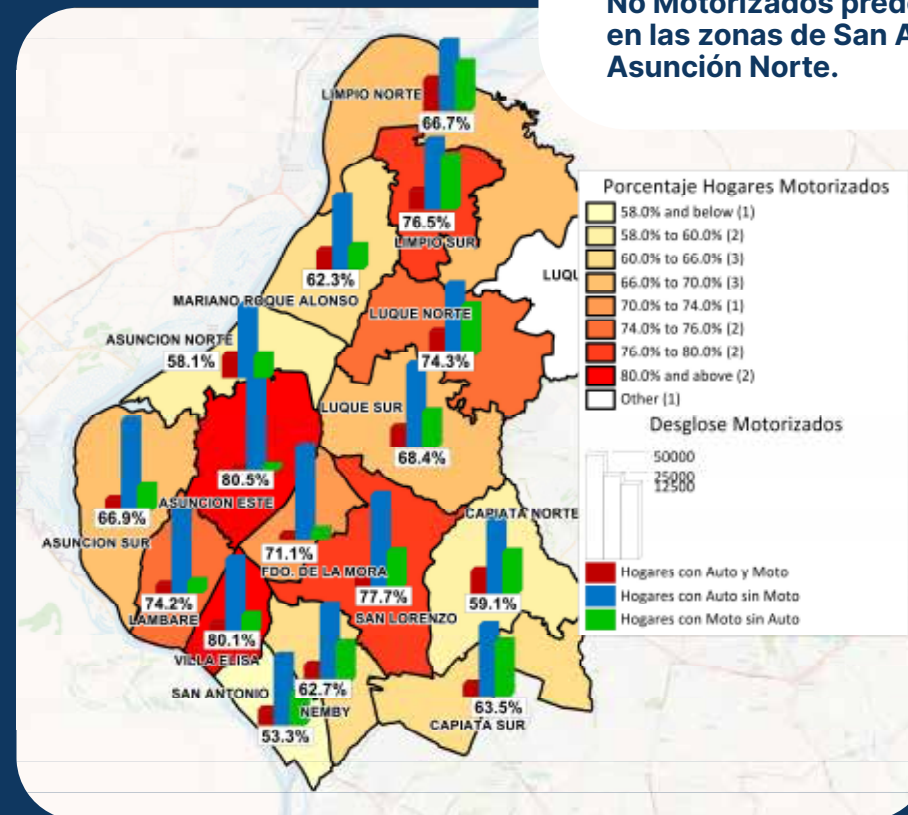 No Motorizados pred
en las zonas de San A
Asunción Norte.
LIMPIO NORTE
66.7%
76.5%
LIMPIO SUR
62.3%
MARIANO ROQUE ALONSO
LUQU
LUQUE NORTE
74.3%
ASUNCION NORTE
58.1%
LUQUE SUR
68.4%
80.5%
ASUNCION ESTE
66.9%
ASUNCION SUR
71.1%
FDO. DE LA MORA
CAPIATA NORTE
59.1%
74.2%
LAMBARE
77.7%
SAN LORENZO
80.1%
VILLA ELISA
SAN ANTONIO
53.3%
62.7%
NEMBY
63.5%
CAPIATA SUR
Porcentaje Hogares Motorizados
58.0% and below (1)
58.0% to 60.0% (2)
60.0% to 66.0% (3)
66.0% to 70.0% (3)
70.0% to 74.0% (1)
74.0% to 76.0% (2)
76.0% to 80.0% (2)
80.0% and above (2)
Other (1)
Desglose Motorizados
50000
25000
12500
Hogares con Auto y Moto
Hogares con Auto sin Moto
Hogares con Moto sin Auto